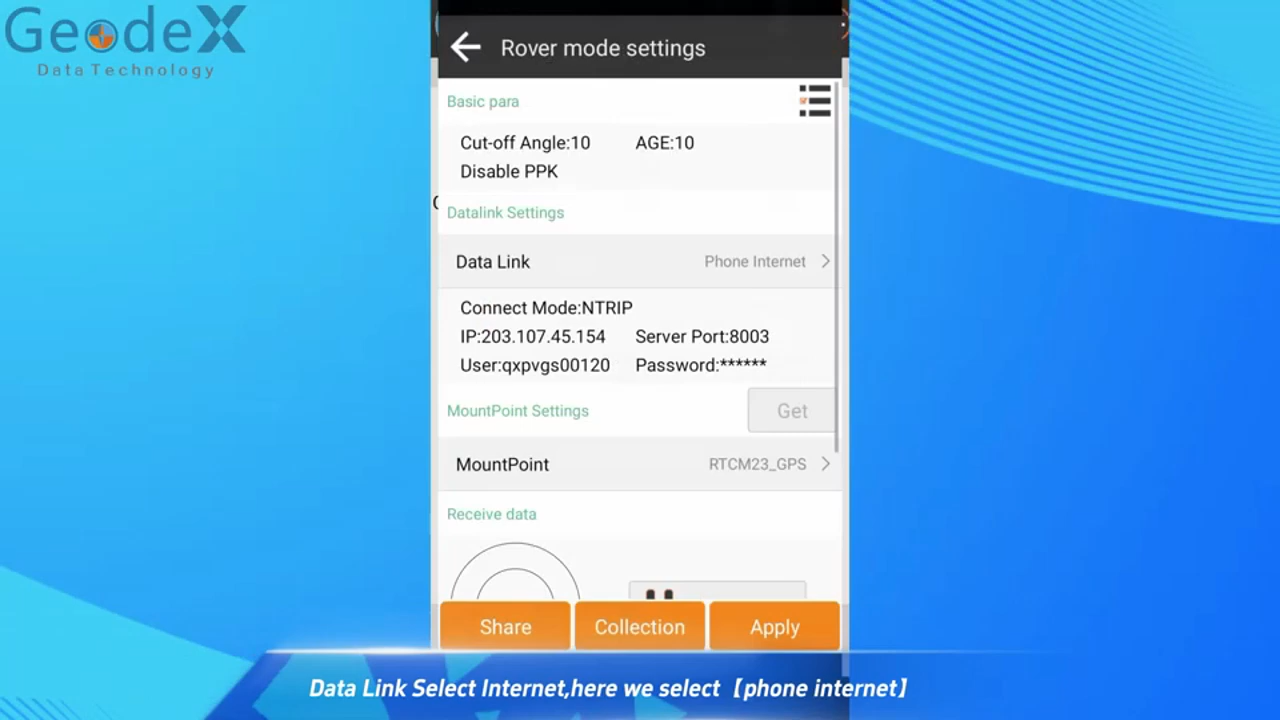 GeodeX
Data Technology
Rover mode settings
Basic para
Cut-off Angle:10 AGE:10
Disable PPK
Datalink Settings
Data Link Phone Internet
Connect Mode:NTRIP
IP:203.107.45.154 Server Port:8003
User:qxpvgs00120 Password:******
MountPoint Settings Get
MountPoint RTCM23_GPS
Receive data
Share Collection Apply
Data Link Select Internet,here we select【phone internet】